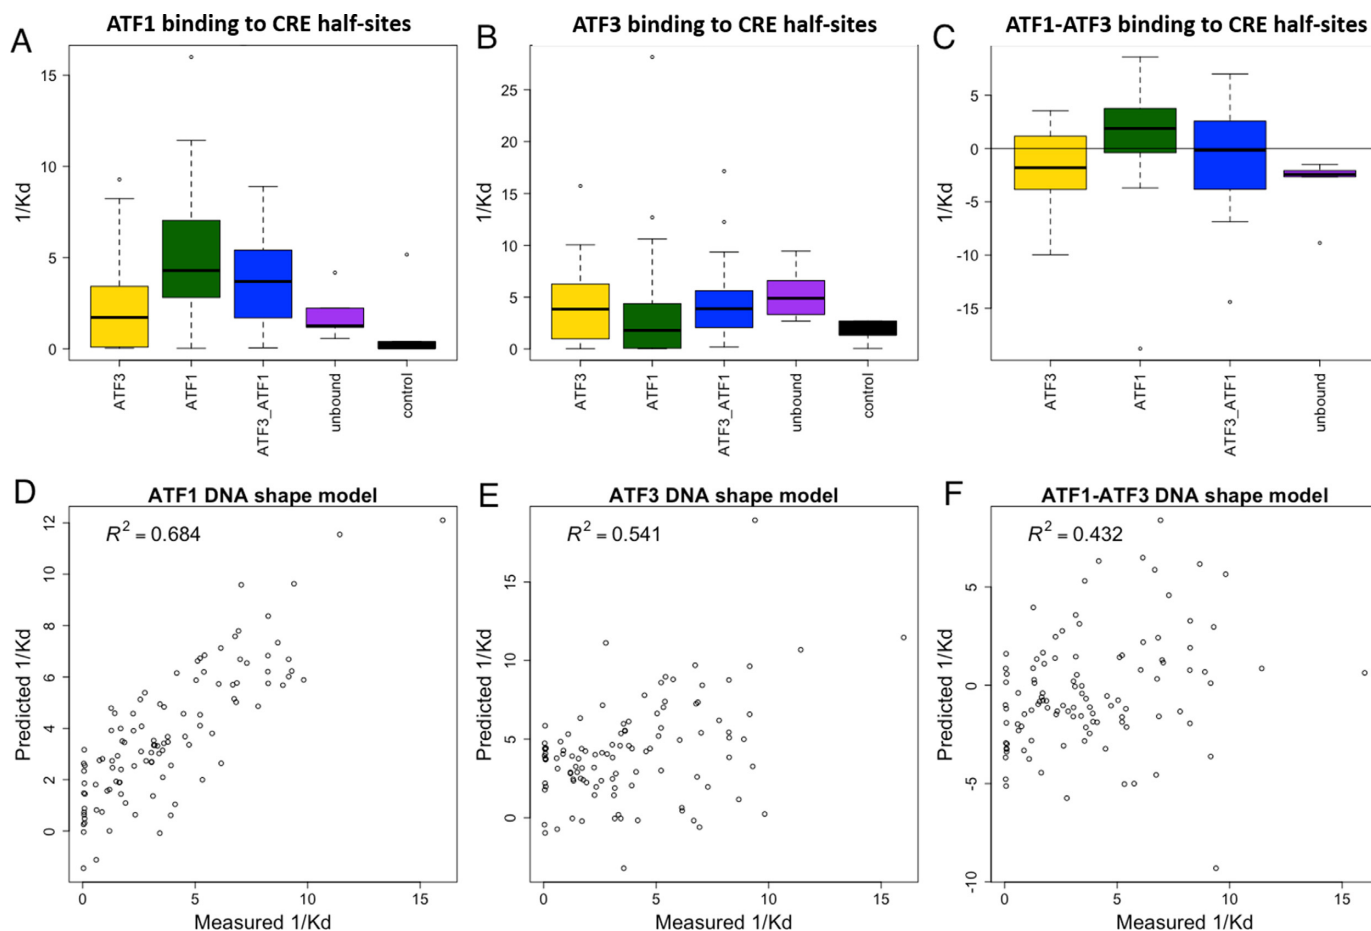 A
ATF1 binding to CRE half-sites
1/Kd
15
10
5
0
ATF3
ATF1
ATF3_ATF1
unbound
control
B
ATF3 binding to CRE half-sites
1/Kd
25
20
15
10
5
0
ATF3
ATF1
ATF3_ATF1
unbound
control
C
ATF1-ATF3 binding to CRE half-sites
1/Kd
5
0
-5
-10
-15
ATF3
ATF1
ATF3_ATF1
unbound
D
ATF1 DNA shape model
R² = 0.684
Predicted 1/Kd
12
10
8
6
4
2
0
0 5 10 15
Measured 1/Kd
E
ATF3 DNA shape model
R² = 0.541
Predicted 1/Kd
15
10
5
0
0 5 10 15
Measured 1/Kd
F
ATF1-ATF3 DNA shape model
R² = 0.432
Predicted 1/Kd
5
0
-5
-10
0 5 10 15
Measured 1/Kd